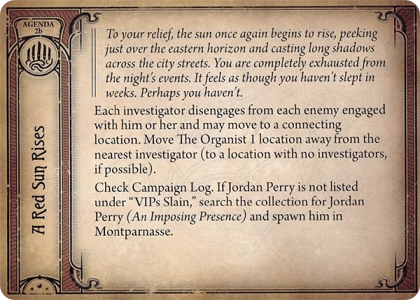 AGENDA
2b
A Red Sun Rises
To your relief, the sun once again begins to rise, peeking
just over the eastern horizon and casting long shadows
across the city streets. You are completely exhausted from
the night's events. It feels as though you haven't slept in
weeks. Perhaps you haven't.
Each investigator disengages from each enemy engaged
with him or her and may move to a connecting
location. Move The Organist 1 location away from the
nearest investigator (to a location with no investigators,
if possible).
Check Campaign Log. If Jordan Perry is not listed
under “VIPs Slain,” search the collection for Jordan
Perry (An Imposing Presence) and spawn him in
Montparnasse.